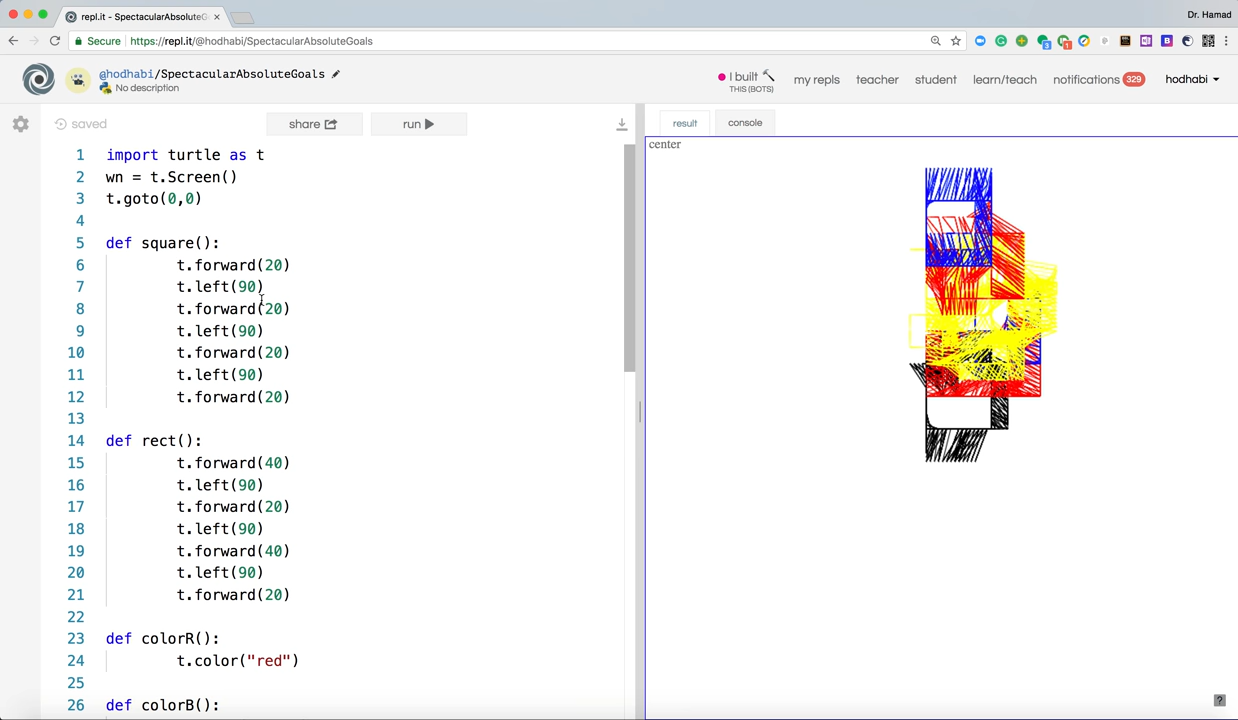 Dr. Hamad
repl.it - SpectacularAbsoluteG
Secure https://repl.it/@hodhabi/SpectacularAbsoluteGoals
@hodhabi/SpectacularAbsoluteGoals
No description
I built
THIS (BOTS)
my repls teacher student learn/teach notifications 329 hodhabi
saved share run
result console
center
1 import turtle as t
2 wn = t.Screen()
3 t.goto(0,0)
4
5 def square():
6 t.forward(20)
7 t.left(90)
8 t.forward(20)
9 t.left(90)
10 t.forward(20)
11 t.left(90)
12 t.forward(20)
13
14 def rect():
15 t.forward(40)
16 t.left(90)
17 t.forward(20)
18 t.left(90)
19 t.forward(40)
20 t.left(90)
21 t.forward(20)
22
23 def colorR():
24 t.color("red")
25
26 def colorB():
?